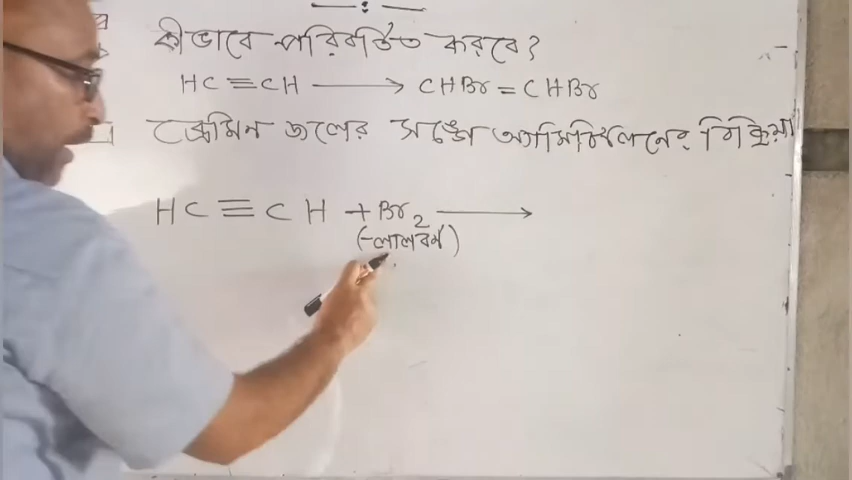 কীভাবে পরিবর্তিত করবে?
HC ≡ CH ⟶ CHBr = CHBr
ব্রোমিন জলের সঙ্গে অ্যাসিটিলিনের বিক্রিয়া
HC ≡ CH + Br₂ ⟶
(লালবর্ণ)